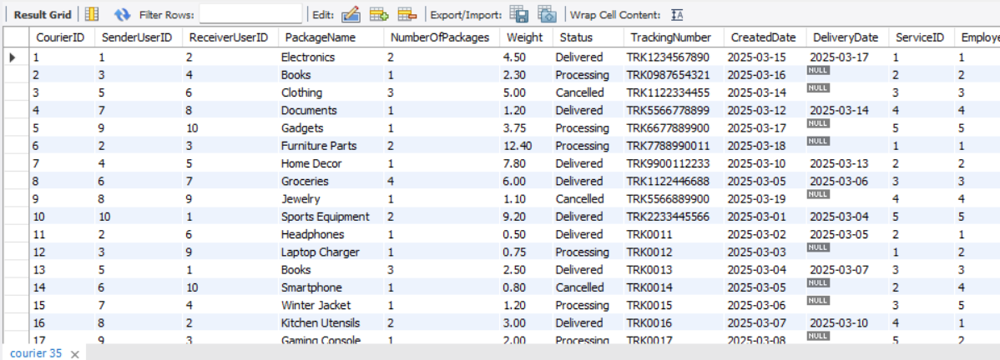 Result Grid Filter Rows: Edit: Export/Import: Wrap Cell Content: IA
CourierID SenderUserID ReceiverUserID PackageName NumberOfPackages Weight Status TrackingNumber CreatedDate DeliveryDate ServiceID Employe
1 1 2 Electronics 2 4.50 Delivered TRK1234567890 2025-03-15 2025-03-17 1 1
2 3 4 Books 1 2.30 Processing TRK0987654321 2025-03-16 NULL 2 2
3 5 6 Clothing 3 5.00 Cancelled TRK1122334455 2025-03-14 NULL 3 3
4 7 8 Documents 1 1.20 Delivered TRK5566778899 2025-03-12 2025-03-14 4 4
5 9 10 Gadgets 1 3.75 Processing TRK6677889900 2025-03-17 NULL 5 5
6 2 3 Furniture Parts 2 12.40 Processing TRK7788990011 2025-03-18 NULL 1 1
7 4 5 Home Decor 1 7.80 Delivered TRK9900112233 2025-03-10 2025-03-13 2 2
8 6 7 Groceries 4 6.00 Delivered TRK1122446688 2025-03-05 2025-03-06 3 3
9 8 9 Jewelry 1 1.10 Cancelled TRK5566889900 2025-03-19 NULL 4 4
10 10 1 Sports Equipment 2 9.20 Delivered TRK2233445566 2025-03-01 2025-03-04 5 5
11 2 6 Headphones 1 0.50 Delivered TRK0011 2025-03-02 2025-03-05 2 1
12 3 9 Laptop Charger 1 0.75 Processing TRK0012 2025-03-03 NULL 1 2
13 5 1 Books 3 2.50 Delivered TRK0013 2025-03-04 2025-03-07 3 3
14 6 10 Smartphone 1 0.80 Cancelled TRK0014 2025-03-05 NULL 2 4
15 7 4 Winter Jacket 1 1.20 Processing TRK0015 2025-03-06 NULL 3 5
16 8 2 Kitchen Utensils 2 3.00 Delivered TRK0016 2025-03-07 2025-03-10 4 1
17 9 3 Gaming Console 1 2.00 Processing TRK0017 2025-03-08 NULL 5 2
courier 35